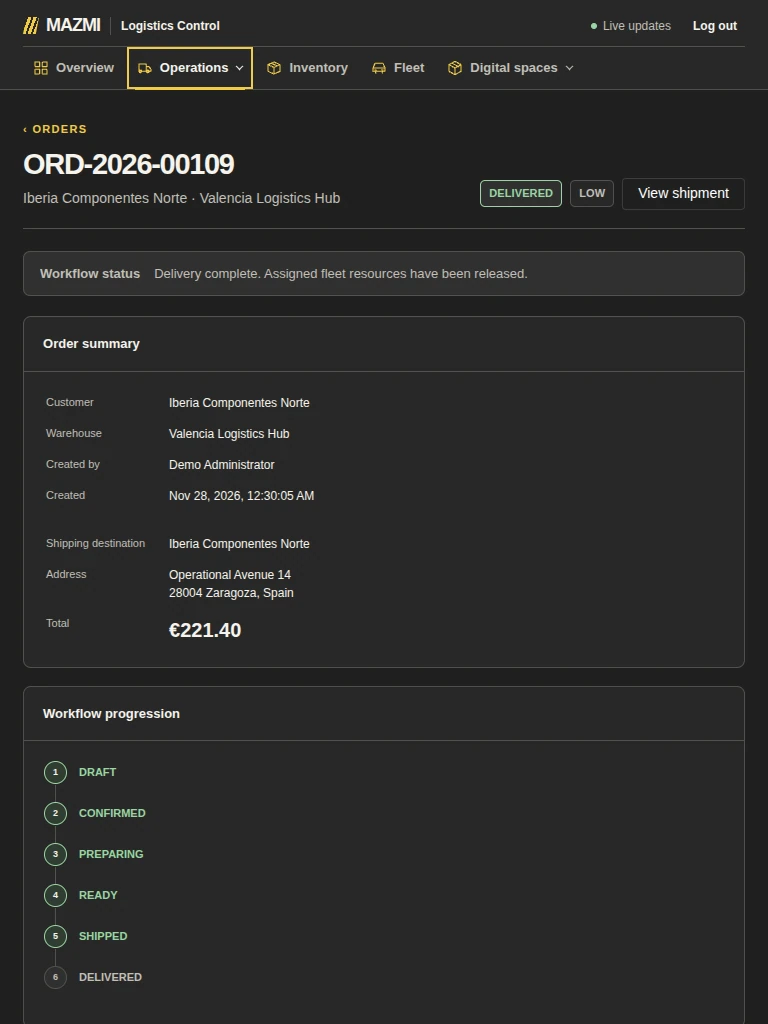 MAZMI Logistics Control
Live updates Log out
Overview Operations Inventory Fleet Digital spaces
‹ ORDERS
ORD-2026-00109
Iberia Componentes Norte · Valencia Logistics Hub
DELIVERED LOW View shipment
Workflow status Delivery complete. Assigned fleet resources have been released.
Order summary
Customer Iberia Componentes Norte
Warehouse Valencia Logistics Hub
Created by Demo Administrator
Created Nov 28, 2026, 12:30:05 AM
Shipping destination Iberia Componentes Norte
Address Operational Avenue 14
28004 Zaragoza, Spain
Total €221.40
Workflow progression
1 DRAFT
2 CONFIRMED
3 PREPARING
4 READY
5 SHIPPED
6 DELIVERED